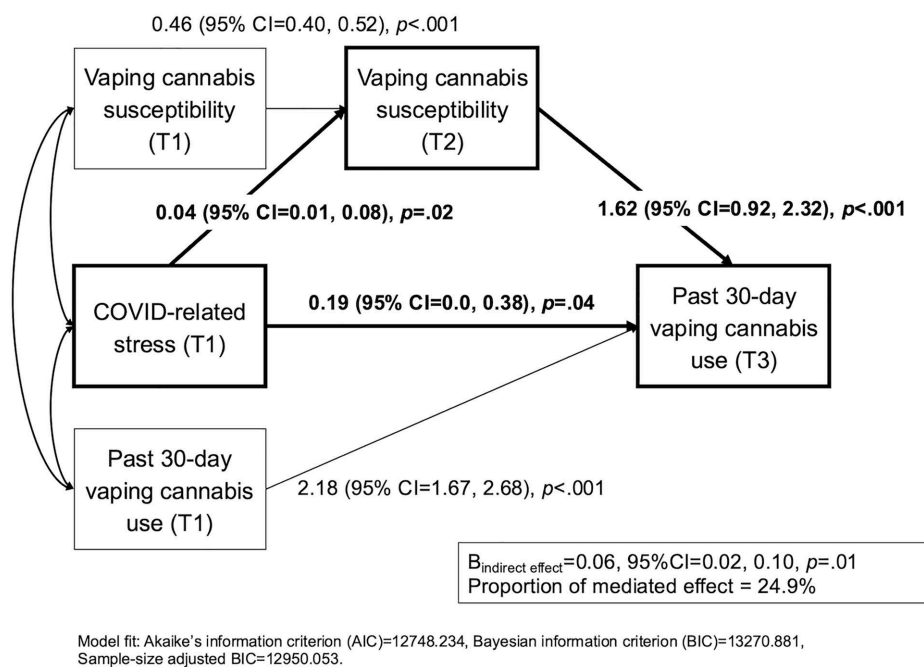 0.46 (95% CI=0.40, 0.52), p<.001
Vaping cannabis
susceptibility
(T1)
Vaping cannabis
susceptibility
(T2)
0.04 (95% CI=0.01, 0.08), p=.02
1.62 (95% CI=0.92, 2.32), p<.001
COVID-related
stress (T1)
0.19 (95% CI=0.0, 0.38), p=.04
Past 30-day
vaping cannabis
use (T3)
Past 30-day
vaping cannabis
use (T1)
2.18 (95% CI=1.67, 2.68), p<.001
Bindirect effect=0.06, 95%CI=0.02, 0.10, p=.01
Proportion of mediated effect = 24.9%
Model fit: Akaike's information criterion (AIC)=12748.234, Bayesian information criterion (BIC)=13270.881,
Sample-size adjusted BIC=12950.053.